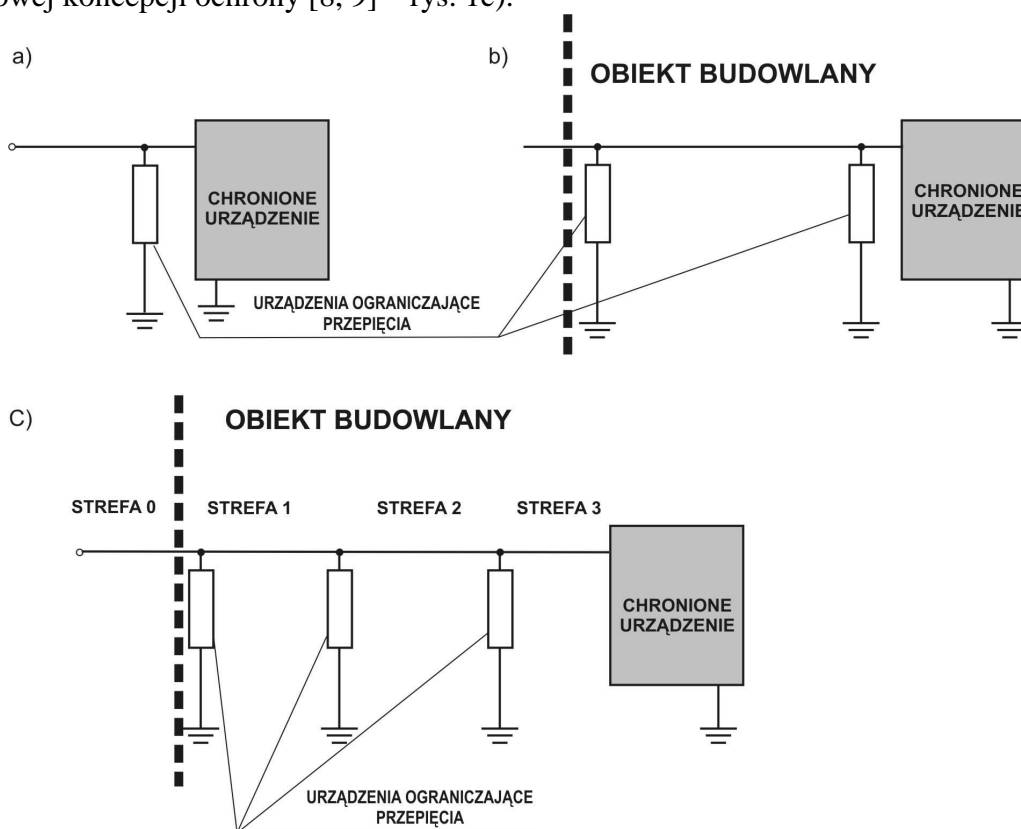 owej koncepcji ochrony [8, 9] – rys. 1c).
a)
b)
OBIEKT BUDOWLANY
CHRONIONE
URZĄDZENIE
CHRONIONE
URZĄDZENIE
URZĄDZENIA OGRANICZAJĄCE
PRZEPIĘCIA
C)
OBIEKT BUDOWLANY
STREFA 0
STREFA 1
STREFA 2
STREFA 3
CHRONIONE
URZĄDZENIE
URZĄDZENIA OGRANICZAJĄCE
PRZEPIĘCIA